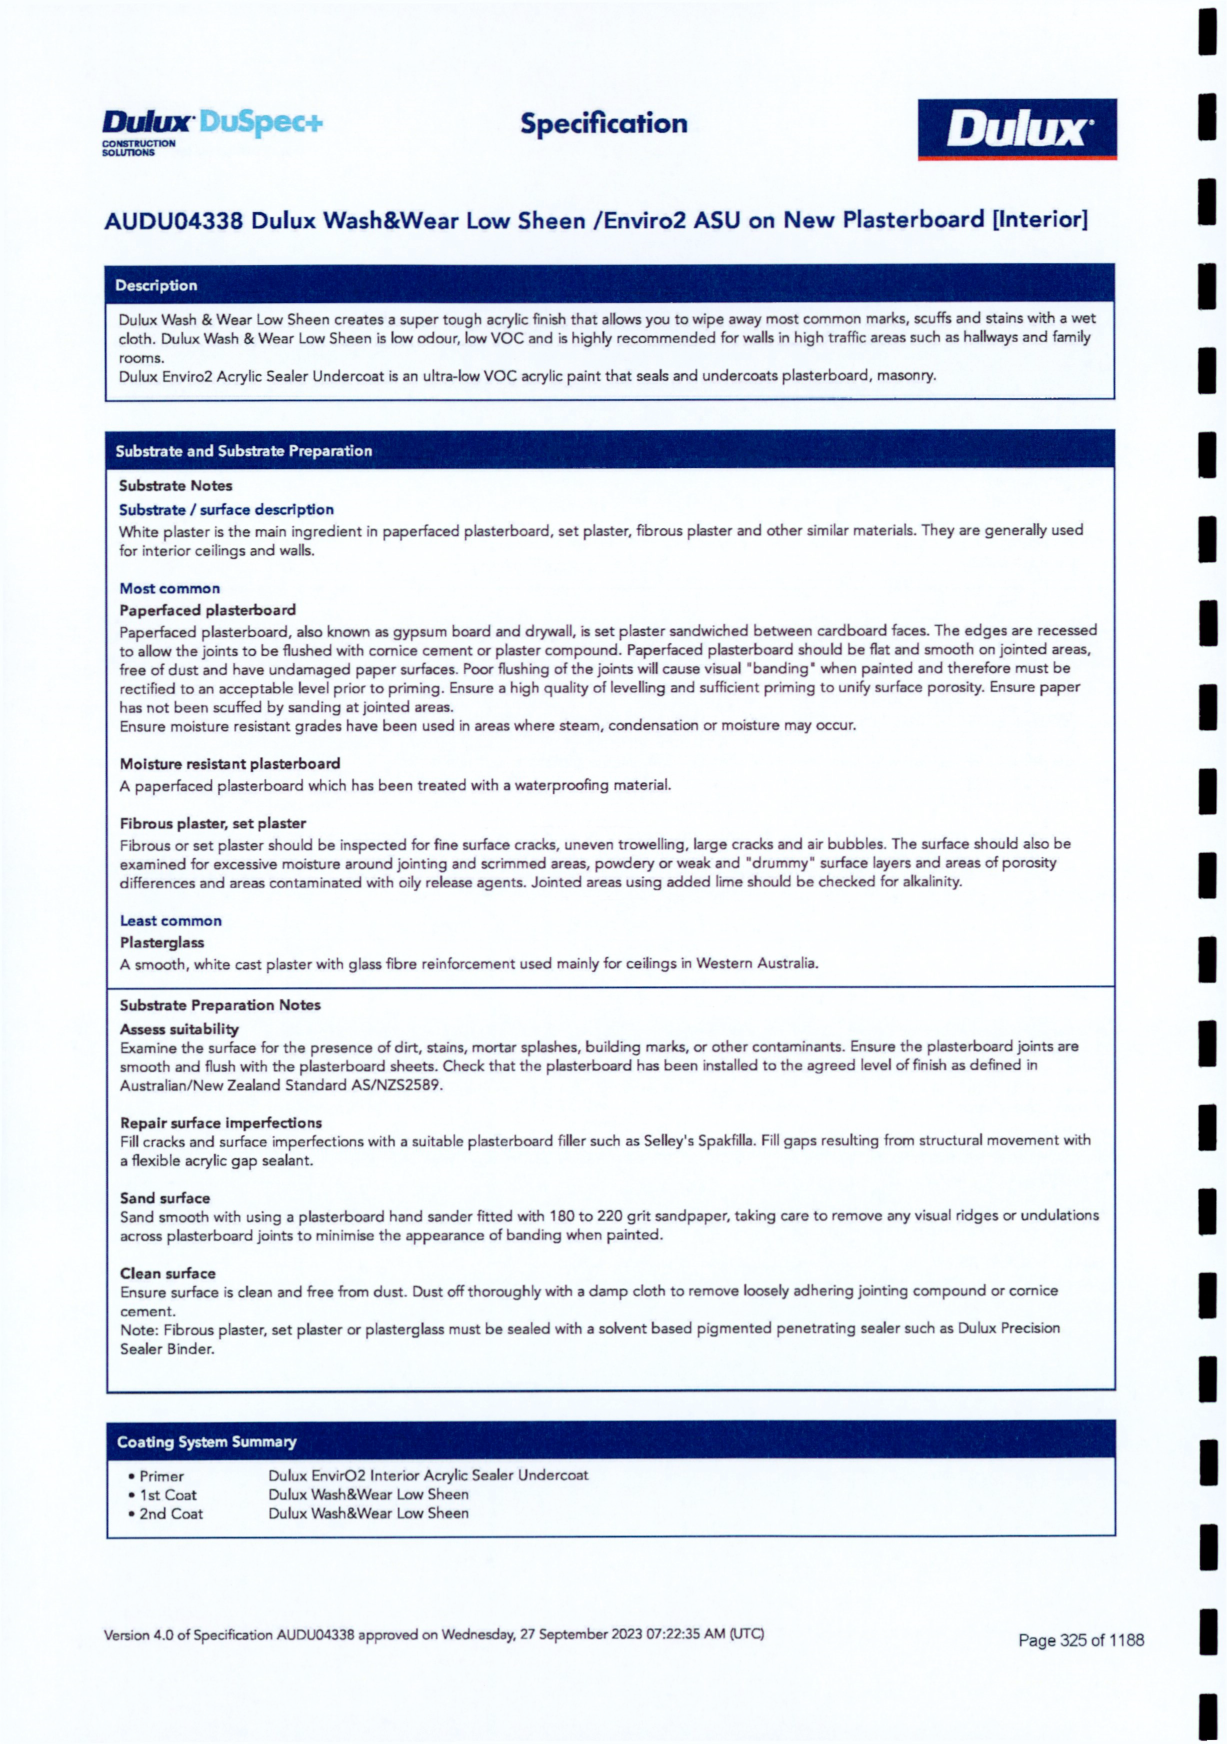 Dulux DuSpec+
CONSTRUCTION
SOLUTIONS
Specification
Dulux
AUDU04338 Dulux Wash&Wear Low Sheen /Enviro2 ASU on New Plasterboard [Interior]
Description
Dulux Wash & Wear Low Sheen creates a super tough acrylic finish that allows you to wipe away most common marks, scuffs and stains with a wet
cloth. Dulux Wash & Wear Low Sheen is low odour, low VOC and is highly recommended for walls in high traffic areas such as hallways and family
rooms.
Dulux Enviro2 Acrylic Sealer Undercoat is an ultra-low VOC acrylic paint that seals and undercoats plasterboard, masonry.
Substrate and Substrate Preparation
Substrate Notes
Substrate / surface description
White plaster is the main ingredient in paperfaced plasterboard, set plaster, fibrous plaster and other similar materials. They are generally used
for interior ceilings and walls.
Most common
Paperfaced plasterboard
Paperfaced plasterboard, also known as gypsum board and drywall, is set plaster sandwiched between cardboard faces. The edges are recessed
to allow the joints to be flushed with cornice cement or plaster compound. Paperfaced plasterboard should be flat and smooth on jointed areas,
free of dust and have undamaged paper surfaces. Poor flushing of the joints will cause visual "banding" when painted and therefore must be
rectified to an acceptable level prior to priming. Ensure a high quality of levelling and sufficient priming to unify surface porosity. Ensure paper
has not been scuffed by sanding at jointed areas.
Ensure moisture resistant grades have been used in areas where steam, condensation or moisture may occur.
Moisture resistant plasterboard
A paperfaced plasterboard which has been treated with a waterproofing material.
Fibrous plaster, set plaster
Fibrous or set plaster should be inspected for fine surface cracks, uneven trowelling, large cracks and air bubbles. The surface should also be
examined for excessive moisture around jointing and scrimmed areas, powdery or weak and "drummy" surface layers and areas of porosity
differences and areas contaminated with oily release agents. Jointed areas using added lime should be checked for alkalinity.
Least common
Plasterglass
A smooth, white cast plaster with glass fibre reinforcement used mainly for ceilings in Western Australia.
Substrate Preparation Notes
Assess suitability
Examine the surface for the presence of dirt, stains, mortar splashes, building marks, or other contaminants. Ensure the plasterboard joints are
smooth and flush with the plasterboard sheets. Check that the plasterboard has been installed to the agreed level of finish as defined in
Australian/New Zealand Standard AS/NZS2589.
Repair surface imperfections
Fill cracks and surface imperfections with a suitable plasterboard filler such as Selley's Spakfilla. Fill gaps resulting from structural movement with
a flexible acrylic gap sealant.
Sand surface
Sand smooth with using a plasterboard hand sander fitted with 180 to 220 grit sandpaper, taking care to remove any visual ridges or undulations
across plasterboard joints to minimise the appearance of banding when painted.
Clean surface
Ensure surface is clean and free from dust. Dust off thoroughly with a damp cloth to remove loosely adhering jointing compound or cornice
cement.
Note: Fibrous plaster, set plaster or plasterglass must be sealed with a solvent based pigmented penetrating sealer such as Dulux Precision
Sealer Binder.
Coating System Summary
• Primer Dulux EnvirO2 Interior Acrylic Sealer Undercoat
• 1st Coat Dulux Wash&Wear Low Sheen
• 2nd Coat Dulux Wash&Wear Low Sheen
Version 4.0 of Specification AUDU04338 approved on Wednesday, 27 September 2023 07:22:35 AM (UTC)
Page 325 of 1188